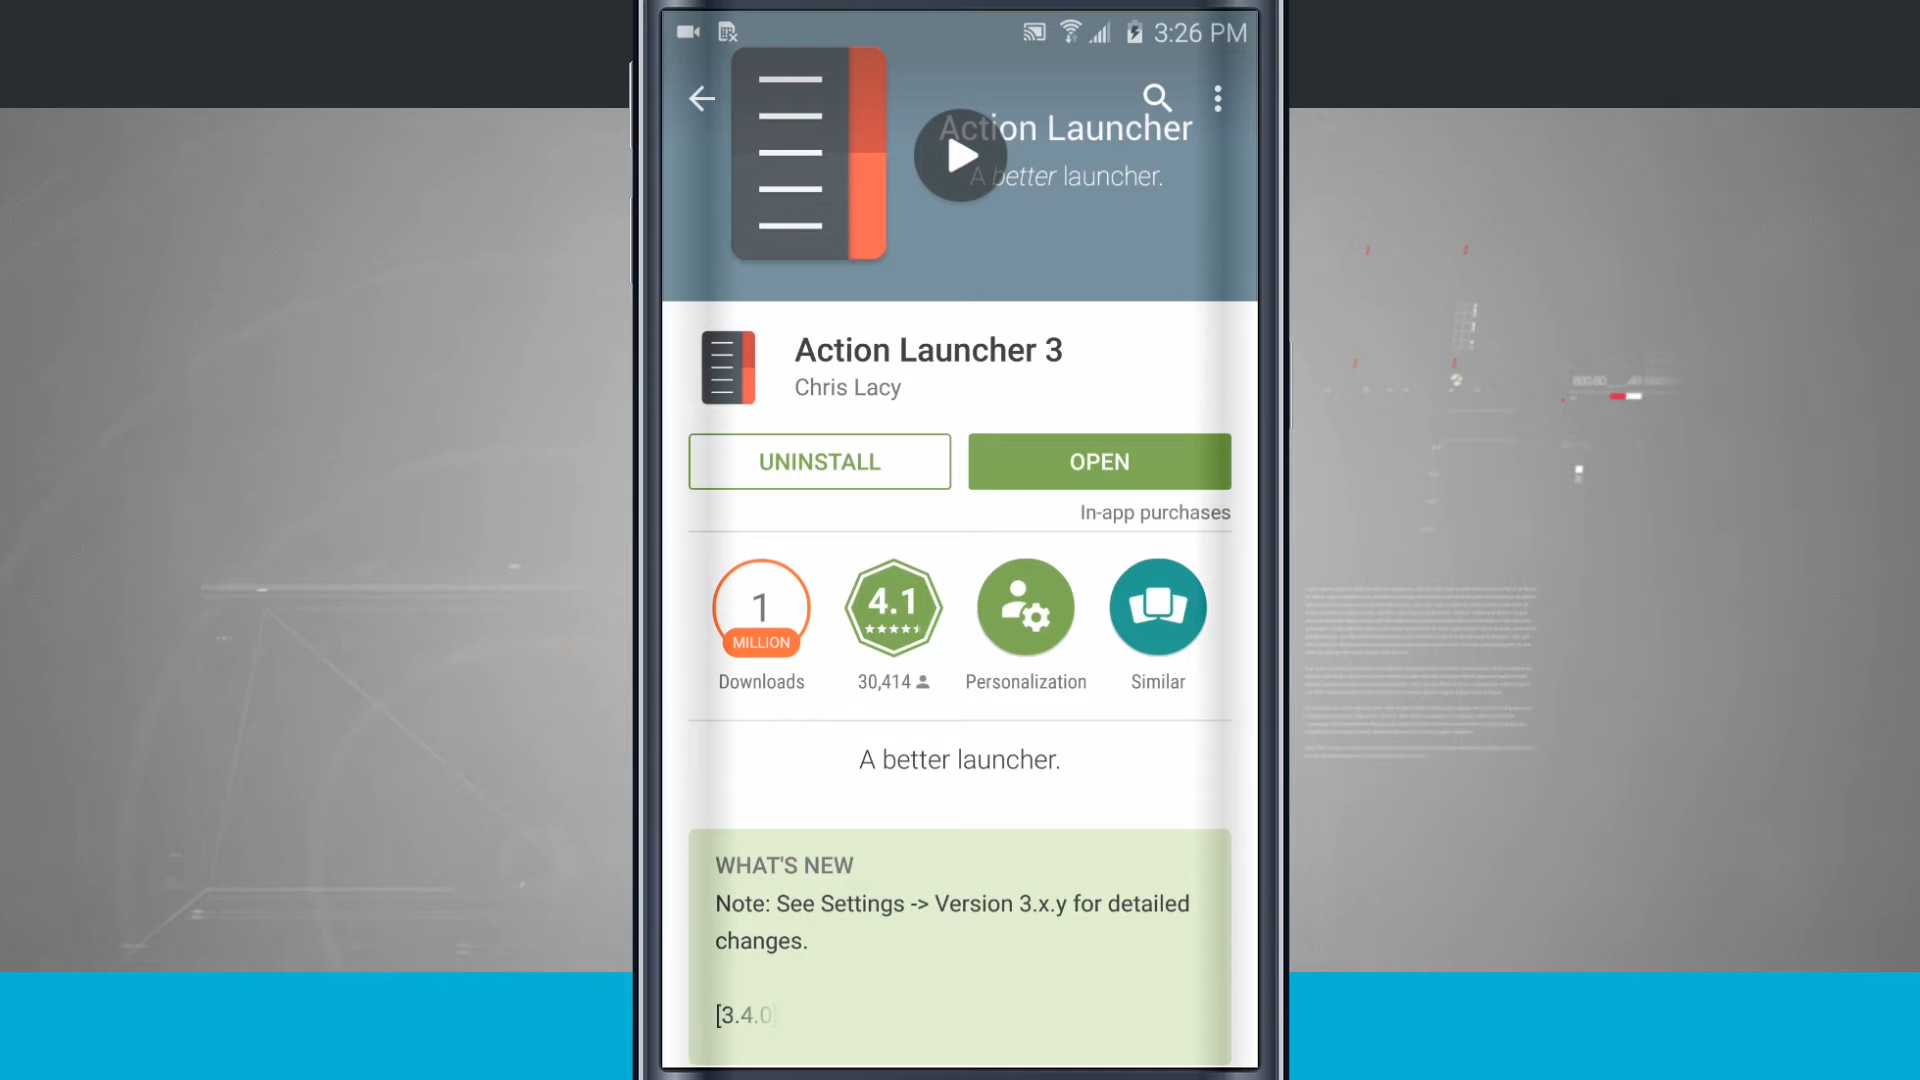 3:26 PM
Action Launcher
A better launcher.
Action Launcher 3
Chris Lacy
UNINSTALL
OPEN
In-app purchases
1
MILLION
4.1
Downloads
30,414
Personalization
Similar
A better launcher.
WHAT'S NEW
Note: See Settings -> Version 3.x.y for detailed
changes.
[3.4.0]